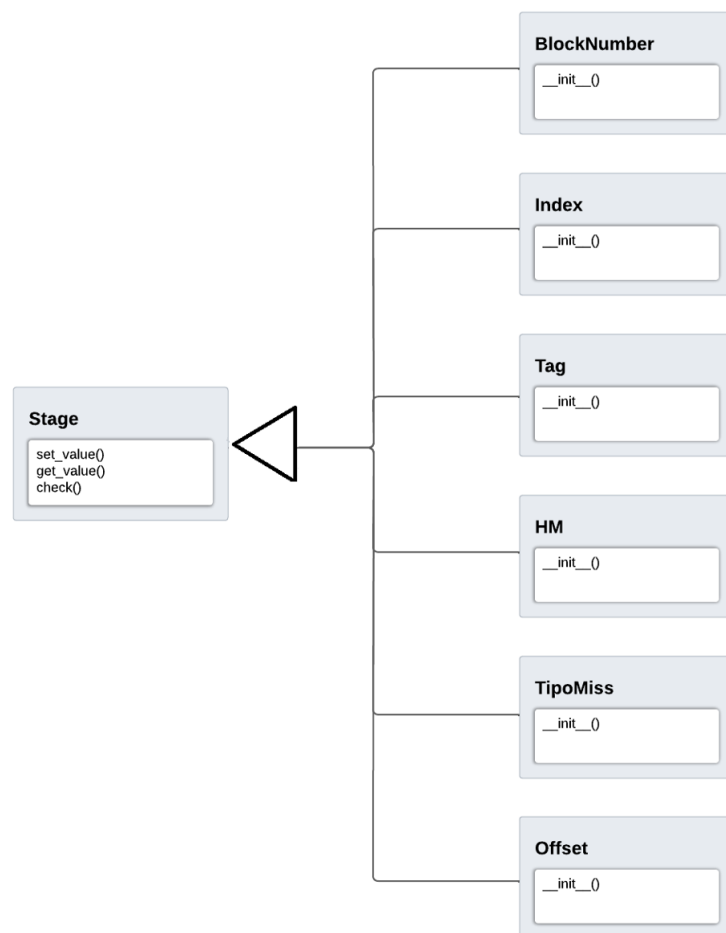 BlockNumber
__init__()
Index
__init__()
Tag
__init__()
Stage
set_value()
get_value()
check()
HM
__init__()
TipoMiss
__init__()
Offset
__init__()